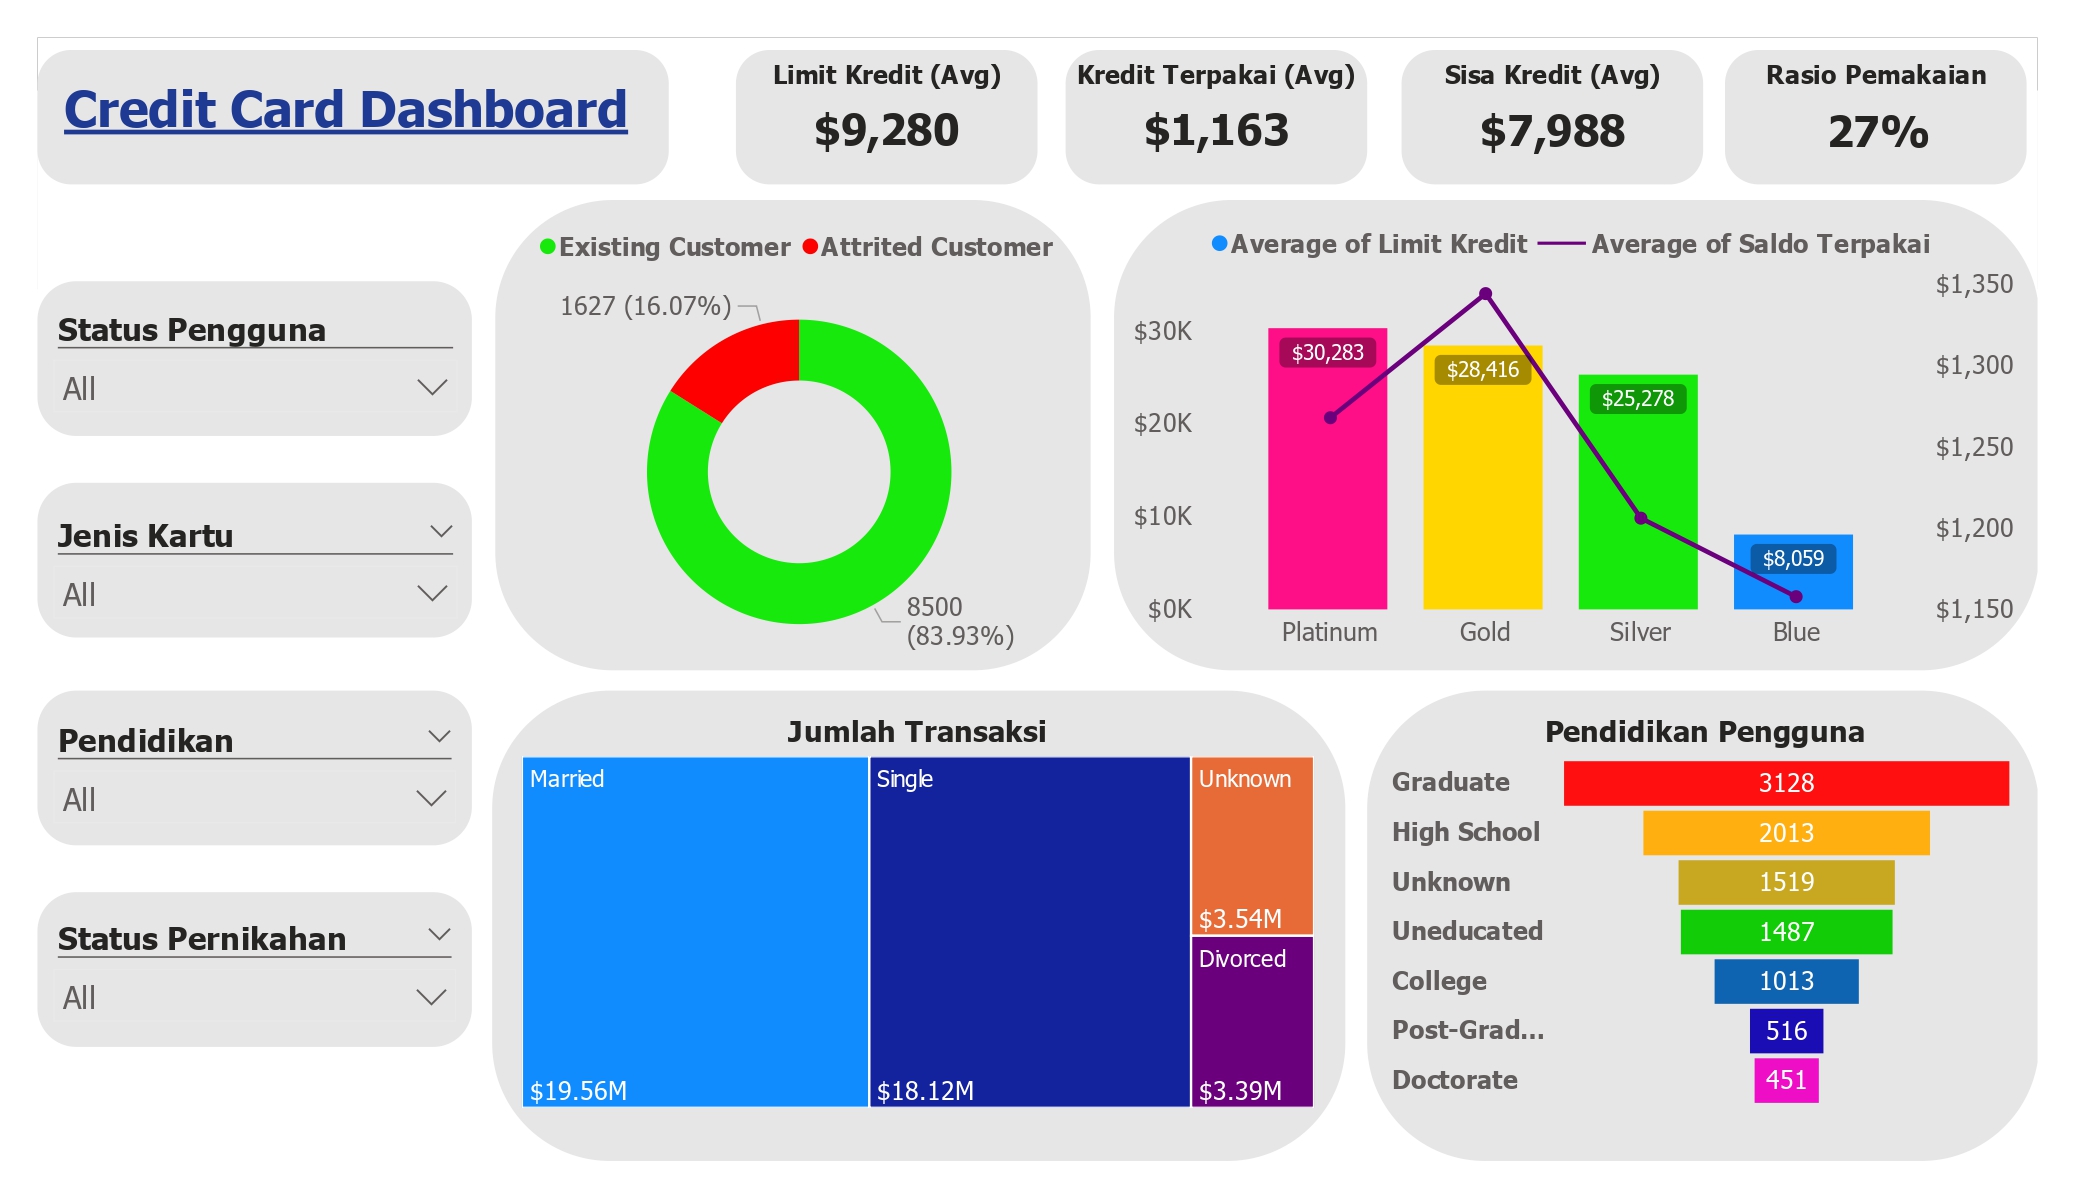 Credit Card Dashboard
Limit Kredit (Avg)
$9,280
Kredit Terpakai (Avg)
$1,163
Sisa Kredit (Avg)
$7,988
Rasio Pemakaian
27%
Status Pengguna
All
Jenis Kartu
All
Pendidikan
All
Status Pernikahan
All
Existing Customer Attrited Customer
1627 (16.07%)
8500
(83.93%)
Average of Limit Kredit Average of Saldo Terpakai
$30K
$20K
$10K
$0K
$30,283
$28,416
$25,278
$8,059
$1,350
$1,300
$1,250
$1,200
$1,150
Platinum Gold Silver Blue
Jumlah Transaksi
Married
$19.56M
Single
$18.12M
Unknown
$3.54M
Divorced
$3.39M
Pendidikan Pengguna
Graduate 3128
High School 2013
Unknown 1519
Uneducated 1487
College 1013
Post-Grad... 516
Doctorate 451